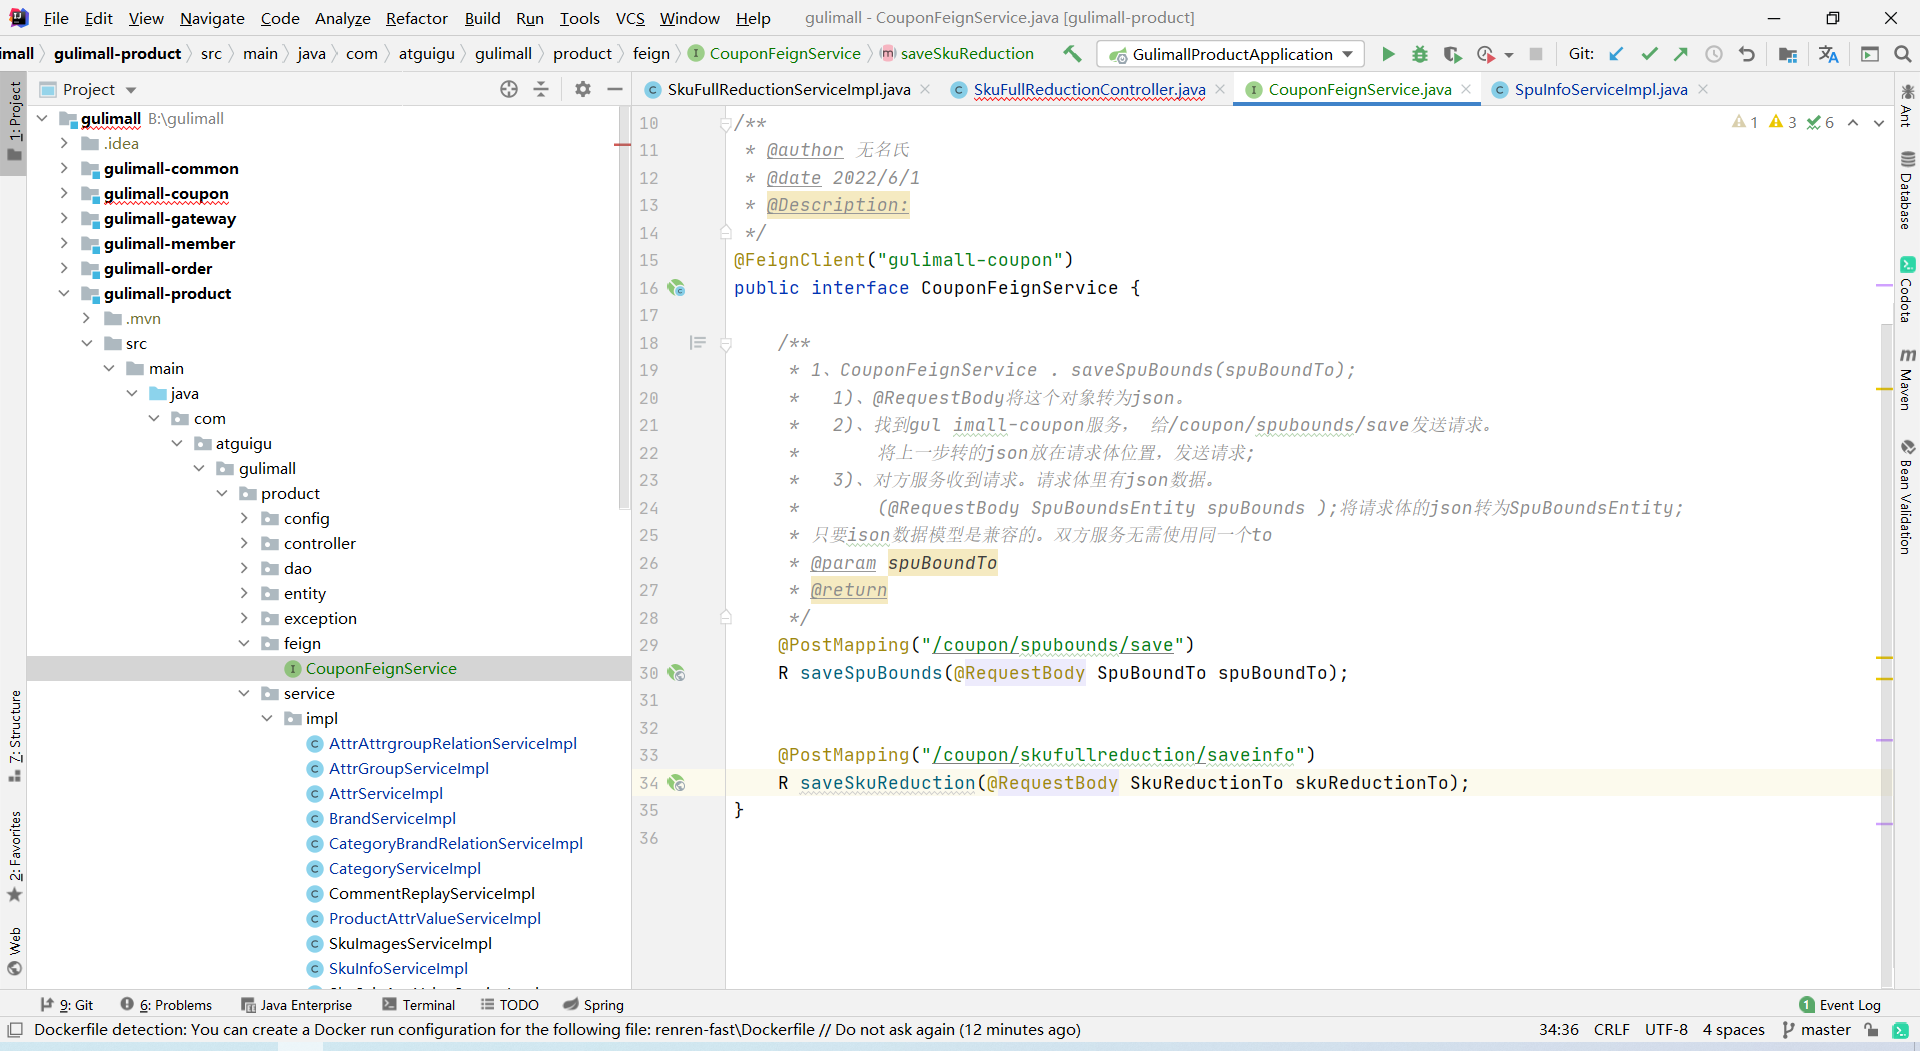 File Edit View Navigate Code Analyze Refactor Build Run Tools VCS Window Help gulimall - CouponFeignService.java [gulimall-product]
imall gulimall-product src main java com atguigu gulimall product feign CouponFeignService saveSkuReduction GulimallProductApplication Git:
Project
SkuFullReductionServiceImpl.java SkuFullReductionController.java CouponFeignService.java SpuInfoServiceImpl.java
1: Project
7: Structure
2: Favorites
Web
gulimall B:\gulimall
.idea
gulimall-common
gulimall-coupon
gulimall-gateway
gulimall-member
gulimall-order
gulimall-product
.mvn
src
main
java
com
atguigu
gulimall
product
config
controller
dao
entity
exception
feign
CouponFeignService
service
impl
AttrAttrgroupRelationServiceImpl
AttrGroupServiceImpl
AttrServiceImpl
BrandServiceImpl
CategoryBrandRelationServiceImpl
CategoryServiceImpl
CommentReplayServiceImpl
ProductAttrValueServiceImpl
SkuImagesServiceImpl
SkuInfoServiceImpl
1 3 6
10 /**
11 * @author 无名氏
12 * @date 2022/6/1
13 * @Description:
14 */
15 @FeignClient("gulimall-coupon")
16 public interface CouponFeignService {
17
18 /**
19 * 1、CouponFeignService . saveSpuBounds(spuBoundTo);
20 * 1)、@RequestBody将这个对象转为json。
21 * 2)、找到gul imall-coupon服务， 给/coupon/spubounds/save发送请求。
22 * 将上一步转的json放在请求体位置，发送请求;
23 * 3)、对方服务收到请求。请求体里有json数据。
24 * (@RequestBody SpuBoundsEntity spuBounds );将请求体的json转为SpuBoundsEntity;
25 * 只要ison数据模型是兼容的。双方服务无需使用同一个to
26 * @param spuBoundTo
27 * @return
28 */
29 @PostMapping("/coupon/spubounds/save")
30 R saveSpuBounds(@RequestBody SpuBoundTo spuBoundTo);
31
32
33 @PostMapping("/coupon/skufullreduction/saveinfo")
34 R saveSkuReduction(@RequestBody SkuReductionTo skuReductionTo);
35 }
36
Ant
Database
Codota
Maven
Bean Validation
9: Git 6: Problems Java Enterprise Terminal TODO Spring 1 Event Log
Dockerfile detection: You can create a Docker run configuration for the following file: renren-fast\Dockerfile // Do not ask again (12 minutes ago) 34:36 CRLF UTF-8 4 spaces master